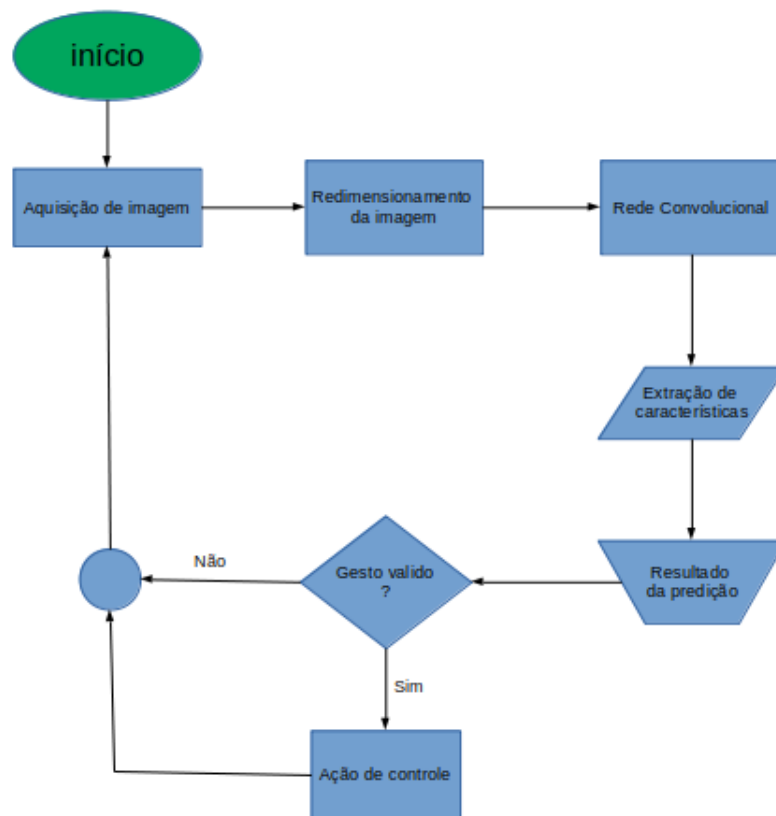 início
Aquisição de imagem
Redimensionamento
da imagem
Rede Convolucional
Extração de
características
Resultado
da predição
Gesto valido
?
Não
Sim
Ação de controle